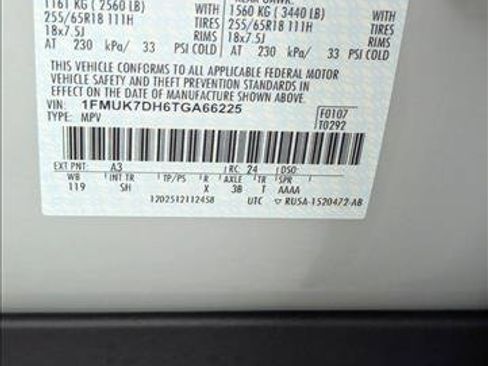 1161 KG ( 2560 LB) WITH 1560 KG ( 3440 LB) WITH
255/65R18 111H TIRES 255/65R18 111H TIRES
18x7.5J RIMS 18x7.5J RIMS
AT 230 kPa/ 33 PSI COLD AT 230 kPa/ 33 PSI COLD
THIS VEHICLE CONFORMS TO ALL APPLICABLE FEDERAL MOTOR
VEHICLE SAFETY AND THEFT PREVENTION STANDARDS IN
EFFECT ON THE DATE OF MANUFACTURE SHOWN ABOVE.
VIN: 1FMUK7DH6TGA66225 F0107
TYPE: MPV T0292
EXT PNT: A3 RC: 24 DSO:
WB INT TR TP/PS R AXLE TR SPR
119 SH X 3B T AAAA
1202512112458 UTC ▽ RU5A-1520472-AB